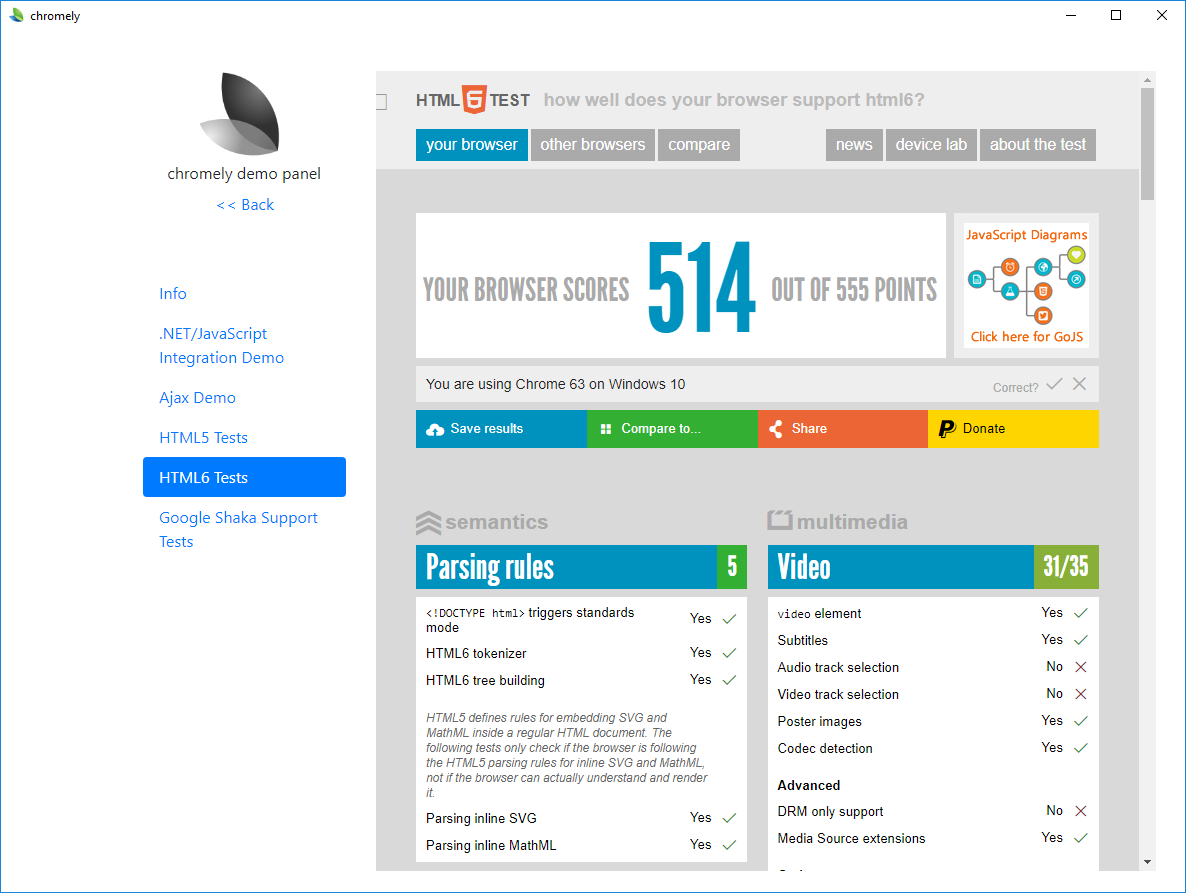 chromely
chromely demo panel
<< Back
Info
.NET/JavaScript
Integration Demo
Ajax Demo
HTML5 Tests
HTML6 Tests
Google Shaka Support
Tests
HTML 5 TEST how well does your browser support html6?
your browser other browsers compare news device lab about the test
YOUR BROWSER SCORES 514 OUT OF 555 POINTS
JavaScript Diagrams
Click here for GoJS
You are using Chrome 63 on Windows 10 Correct?
Save results Compare to... Share Donate
semantics
Parsing rules 5
<!DOCTYPE html> triggers standards
mode Yes
HTML6 tokenizer Yes
HTML6 tree building Yes
HTML5 defines rules for embedding SVG and
MathML inside a regular HTML document. The
following tests only check if the browser is following
the HTML5 parsing rules for inline SVG and MathML,
not if the browser can actually understand and render
it.
Parsing inline SVG Yes
Parsing inline MathML Yes
multimedia
Video 31/35
video element Yes
Subtitles Yes
Audio track selection No
Video track selection No
Poster images Yes
Codec detection Yes
Advanced
DRM only support No
Media Source extensions Yes